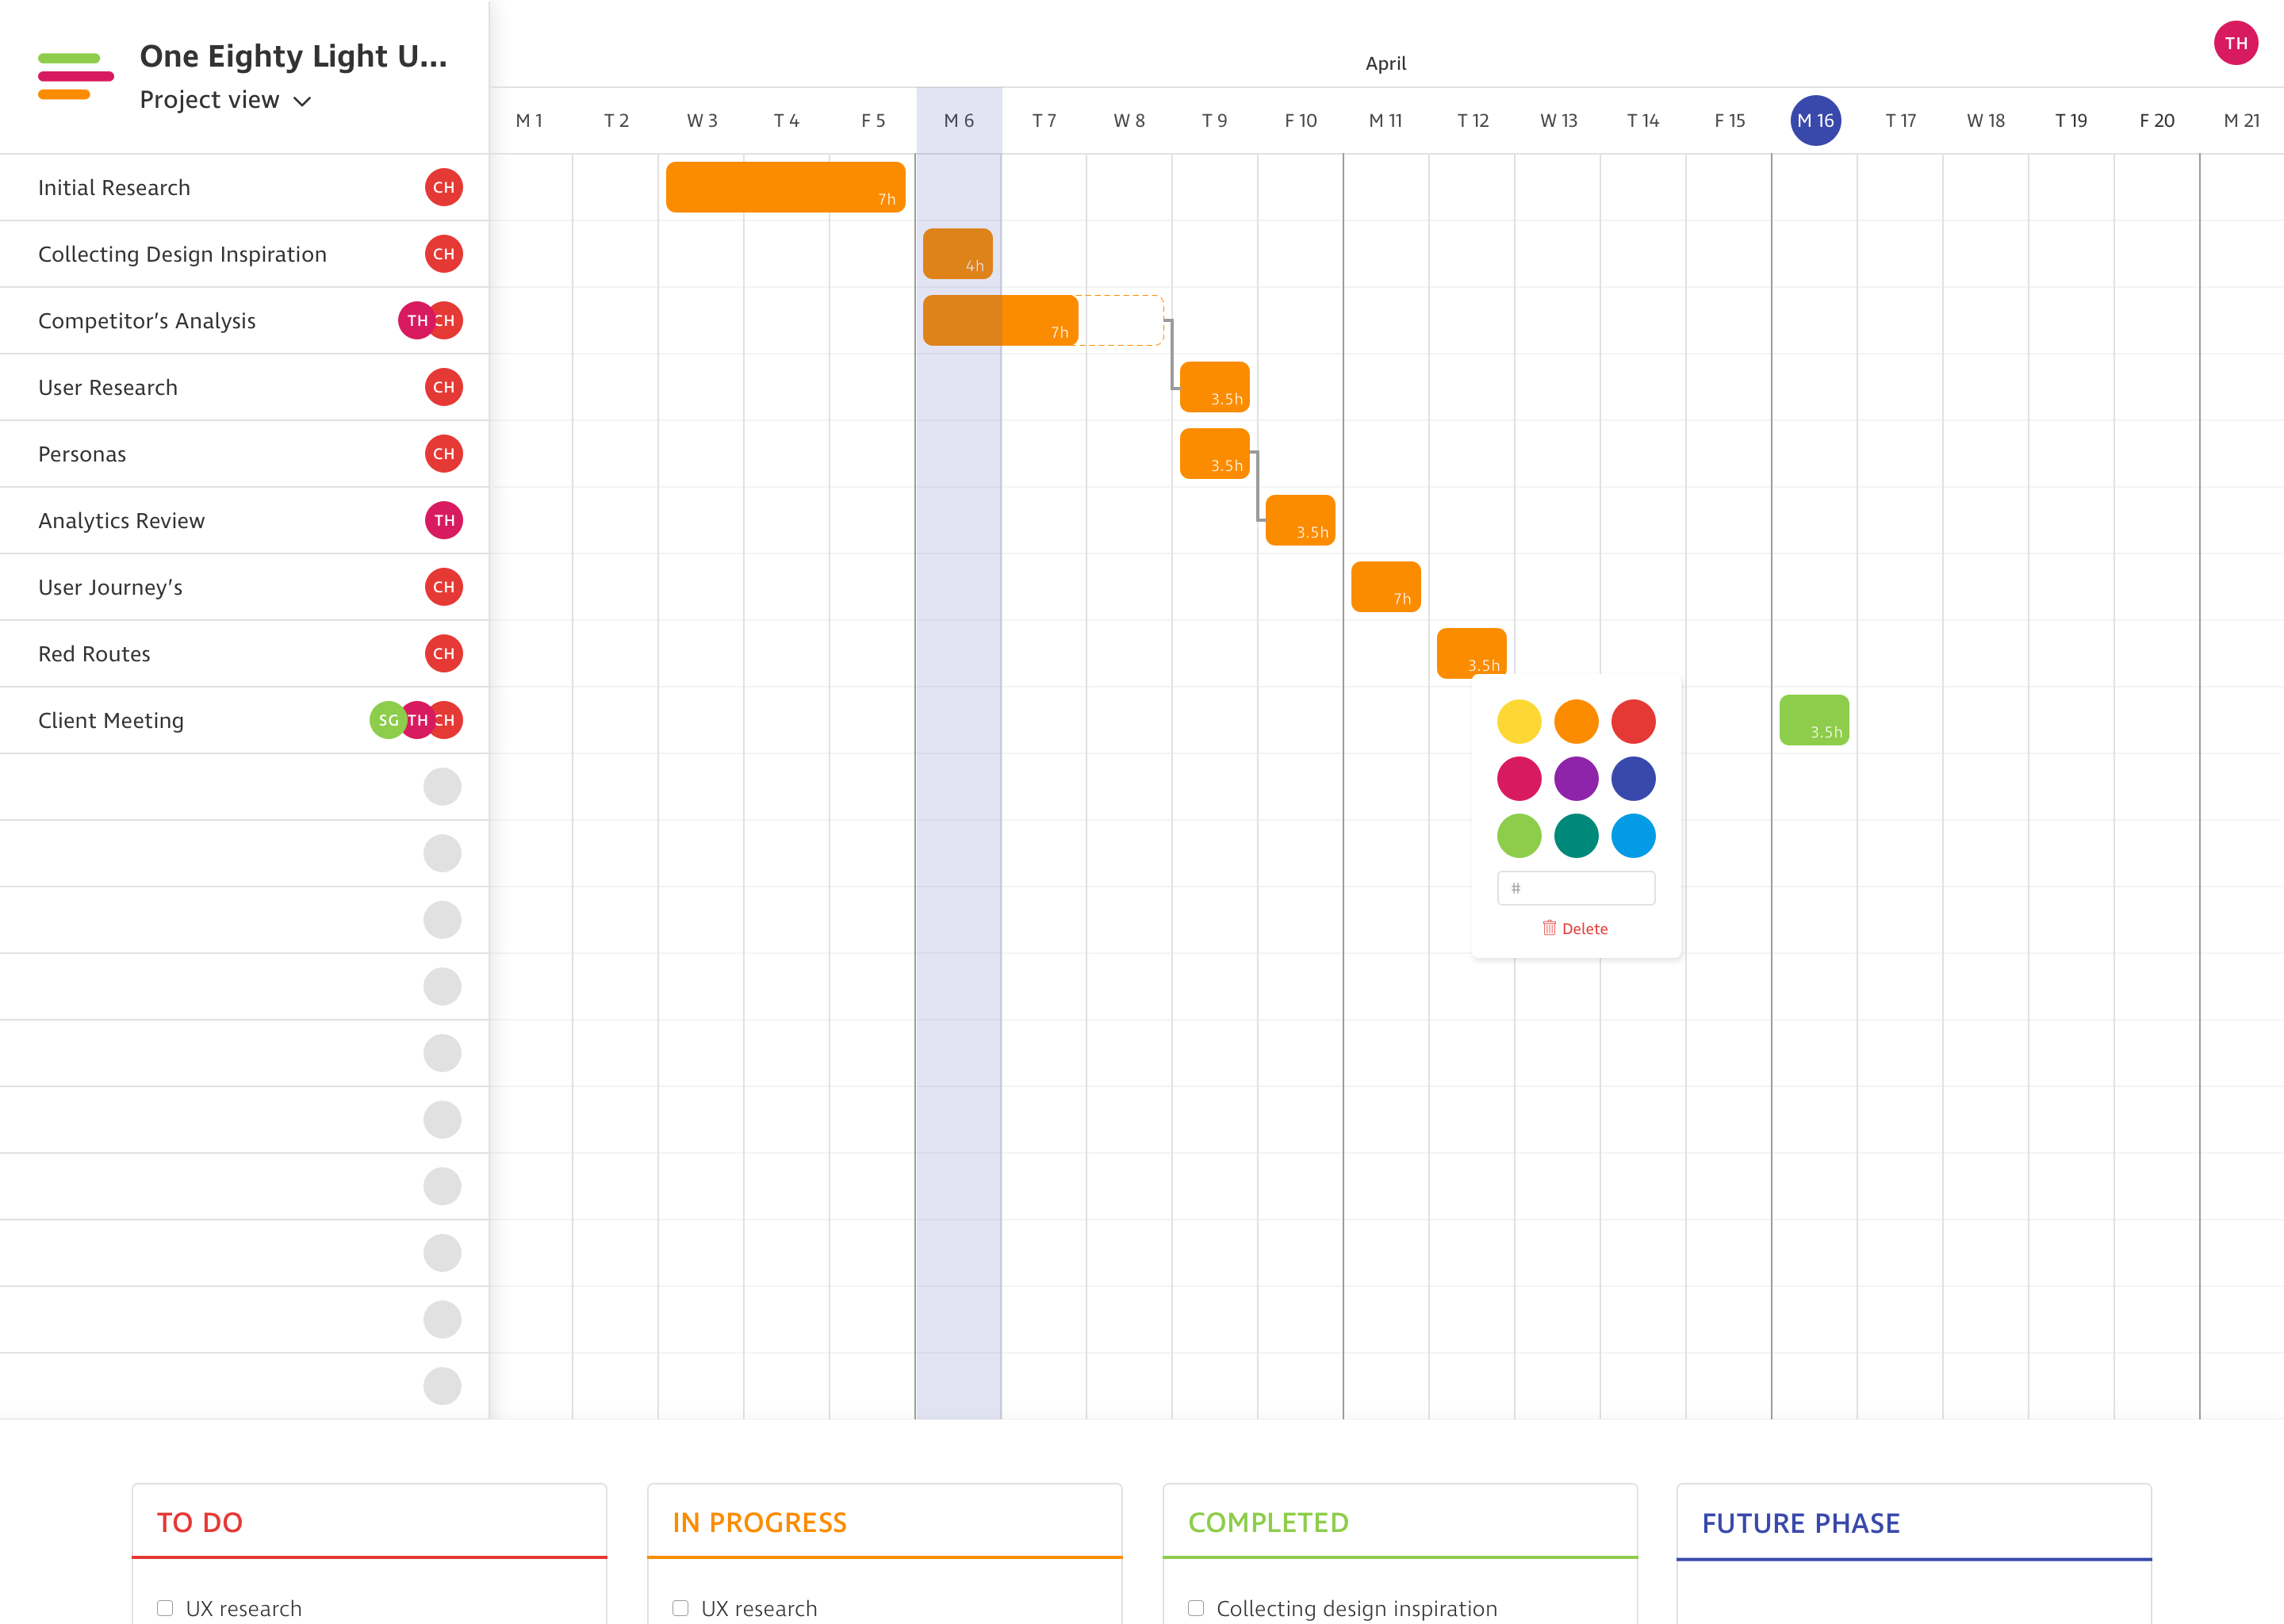 One Eighty Light U...
Project view
April
TH
M 1 T 2 W 3 T 4 F 5 M 6 T 7 W 8 T 9 F 10 M 11 T 12 W 13 T 14 F 15 M 16 T 17 W 18 T 19 F 20 M 21
Initial Research CH 7h
Collecting Design Inspiration CH 4h
Competitor’s Analysis TH CH 7h
User Research CH 3.5h
Personas CH 3.5h
Analytics Review TH 3.5h
User Journey’s CH 7h
Red Routes CH 3.5h
Client Meeting SG TH CH 3.5h
#
Delete
TO DO
UX research
IN PROGRESS
UX research
COMPLETED
Collecting design inspiration
FUTURE PHASE